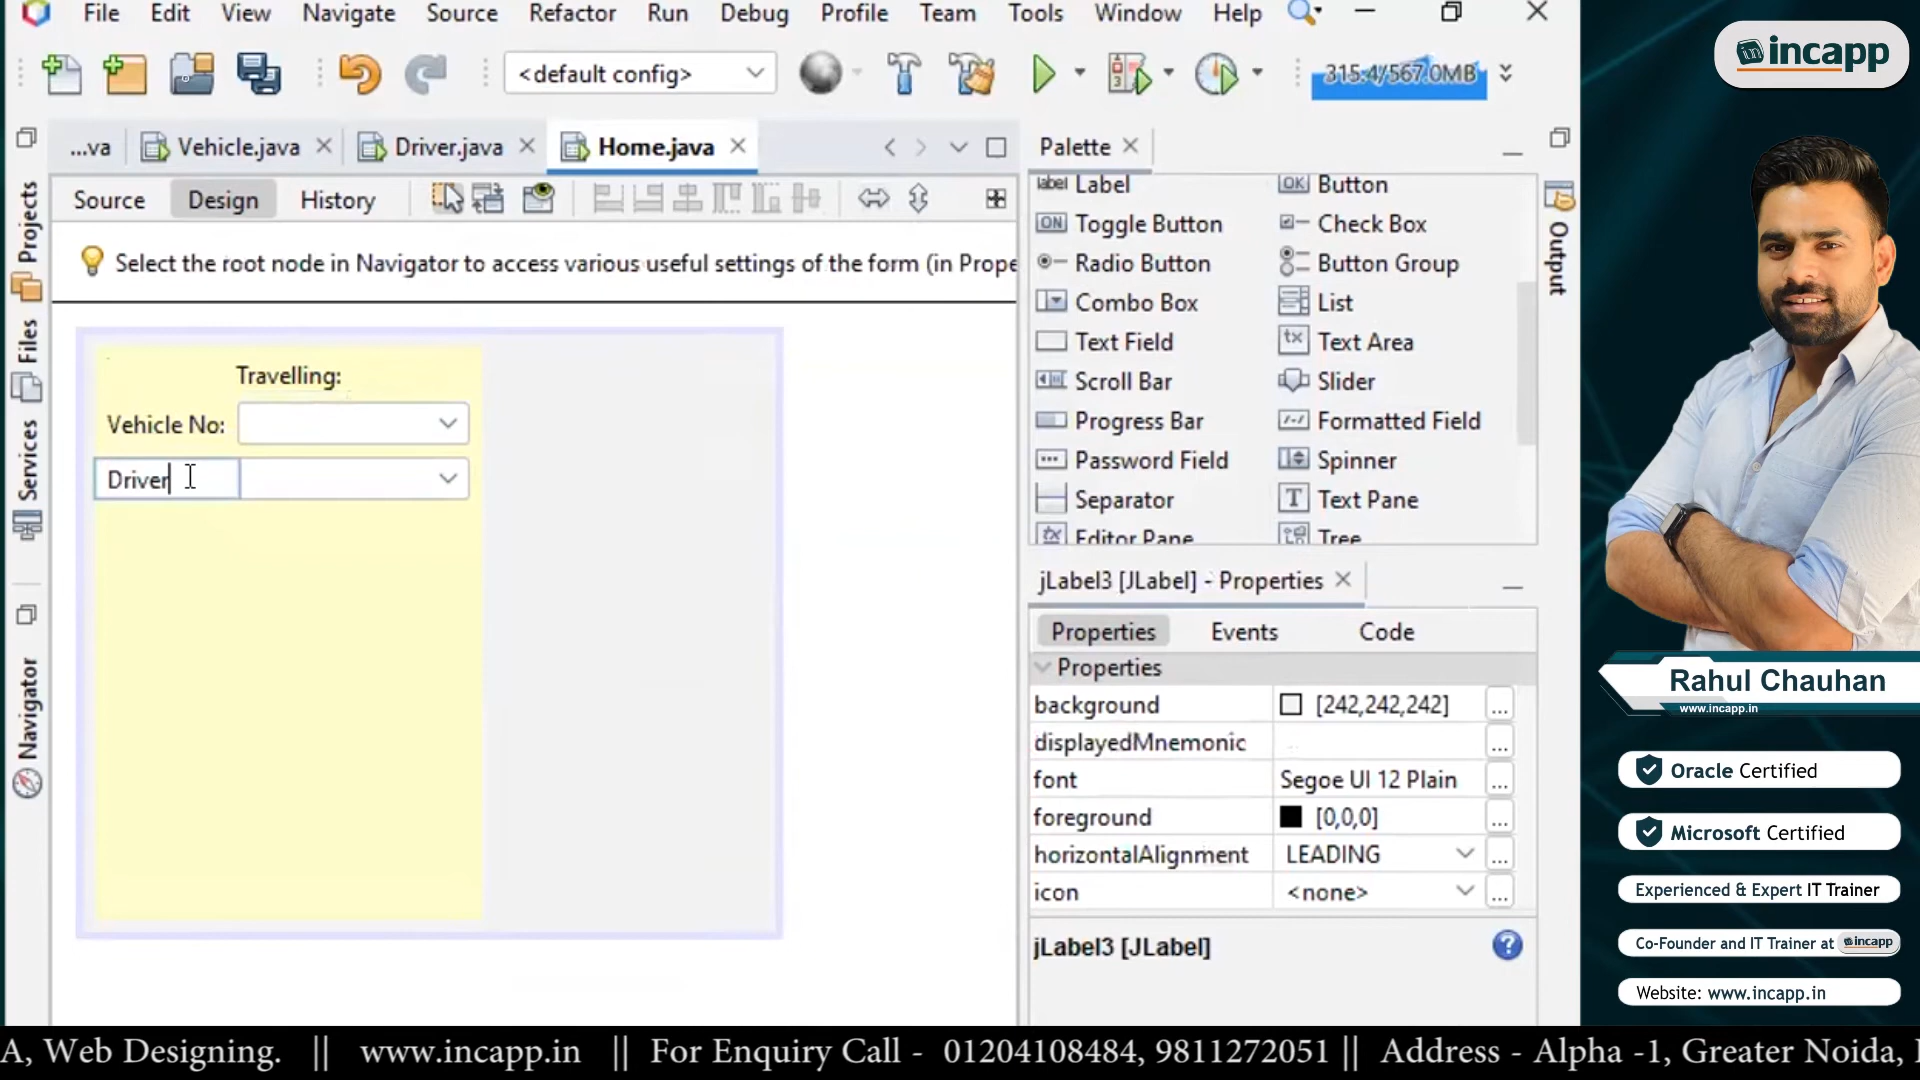 File Edit View Navigate Source Refactor Run Debug Profile Team Tools Window Help
<default config>
315.4/567.0MB
...va Vehicle.java Driver.java Home.java
Source Design History
Select the root node in Navigator to access various useful settings of the form (in Prope
Projects
Files
Services
Navigator
Travelling:
Vehicle No:
Driver
Palette
label Label
OK Button
ON Toggle Button
Check Box
Radio Button
Button Group
Combo Box
List
Text Field
tx Text Area
Scroll Bar
Slider
Progress Bar
Formatted Field
Password Field
Spinner
Separator
T Text Pane
Editor Pane
Tree
Output
jLabel3 [JLabel] - Properties
Properties Events Code
Properties
background [242,242,242] ...
displayedMnemonic ...
font Segoe UI 12 Plain ...
foreground [0,0,0] ...
horizontalAlignment LEADING ...
icon <none> ...
jLabel3 [JLabel]
?
in incapp
Rahul Chauhan
www.incapp.in
Oracle Certified
Microsoft Certified
Experienced & Expert IT Trainer
Co-Founder and IT Trainer at incapp
Website: www.incapp.in
A, Web Designing. || www.incapp.in || For Enquiry Call - 01204108484, 9811272051 || Address - Alpha -1, Greater Noida,